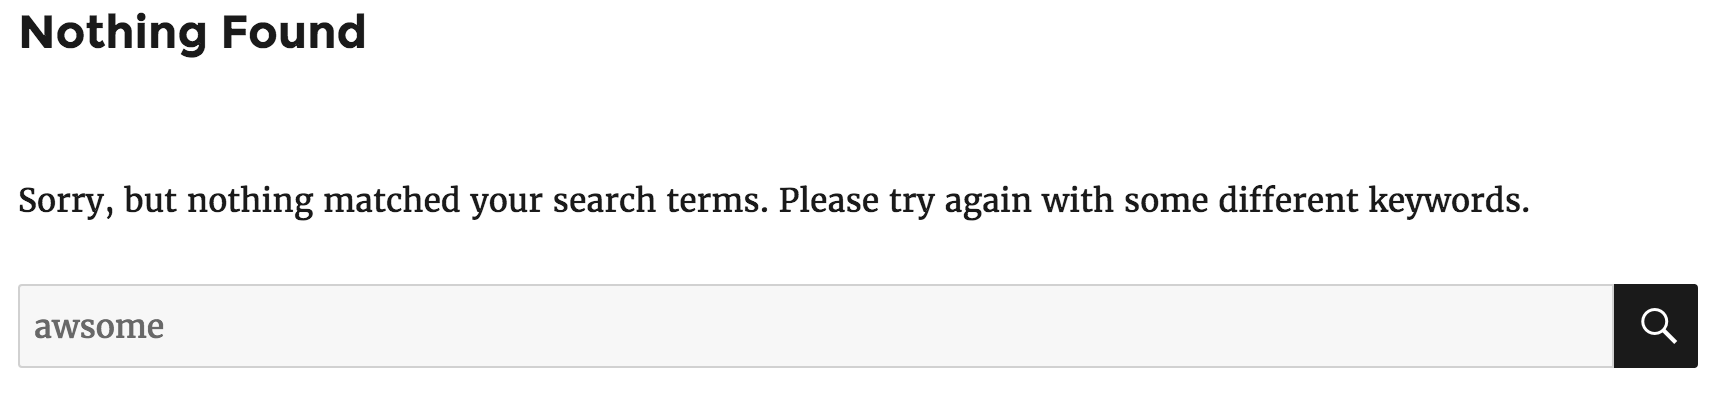 Nothing Found
Sorry, but nothing matched your search terms. Please try again with some different keywords.
awsome